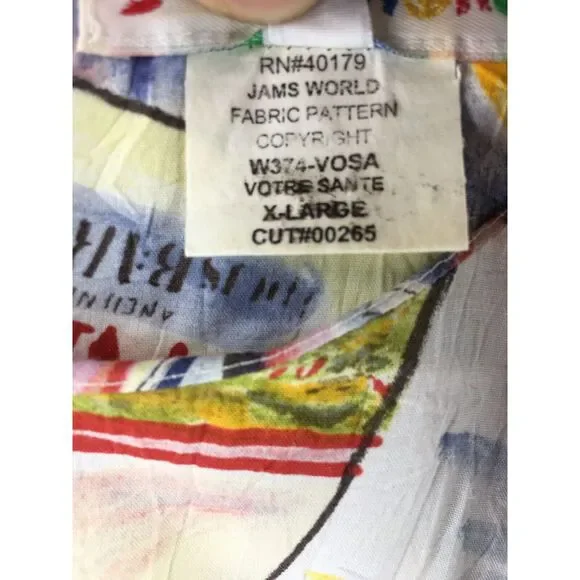 RN#40179
JAMS WORLD
FABRIC PATTERN
COPYRIGHT
W374-VOSA
VOTRE SANTE
X-LARGE
CUT#00265